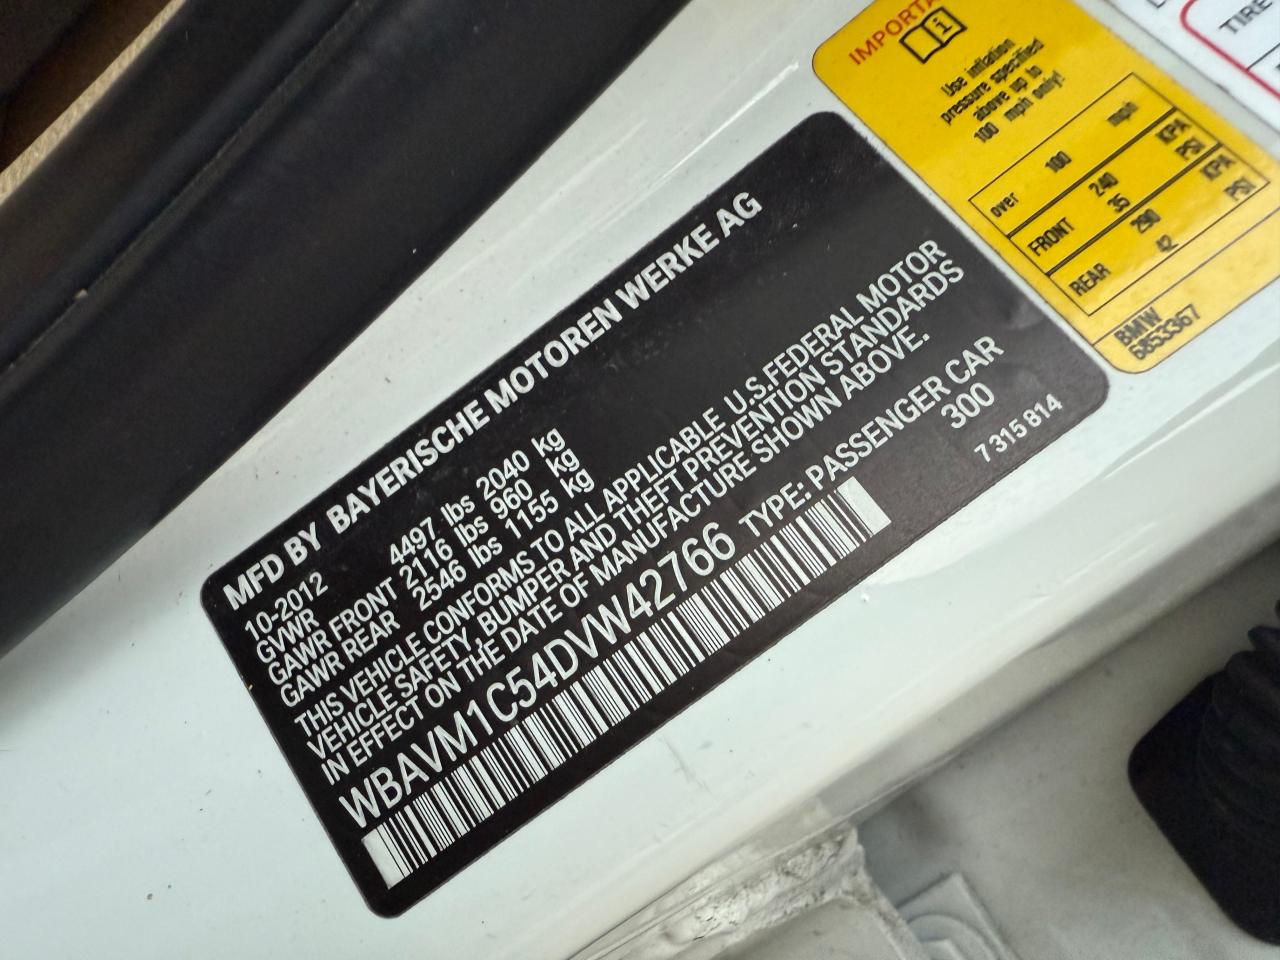 MFD BY BAYERISCHE MOTOREN WERKE AG
10-2012
GVWR 4497 lbs 2040 kg
GAWR FRONT 2116 lbs 960 kg
GAWR REAR 2546 lbs 1155 kg
THIS VEHICLE CONFORMS TO ALL APPLICABLE U.S.FEDERAL MOTOR
VEHICLE SAFETY, BUMPER AND THEFT PREVENTION STANDARDS
IN EFFECT ON THE DATE OF MANUFACTURE SHOWN ABOVE.
WBAVM1C54DVW42766 TYPE: PASSENGER CAR
300
7 315 814
IMPORTA
i
Use inflation
pressure specified
above up to
100 mph only!
over 100 mph
FRONT 240 KPA
35 PSI
REAR 290 KPA
42 PSI
BMW
6853367
TIRE